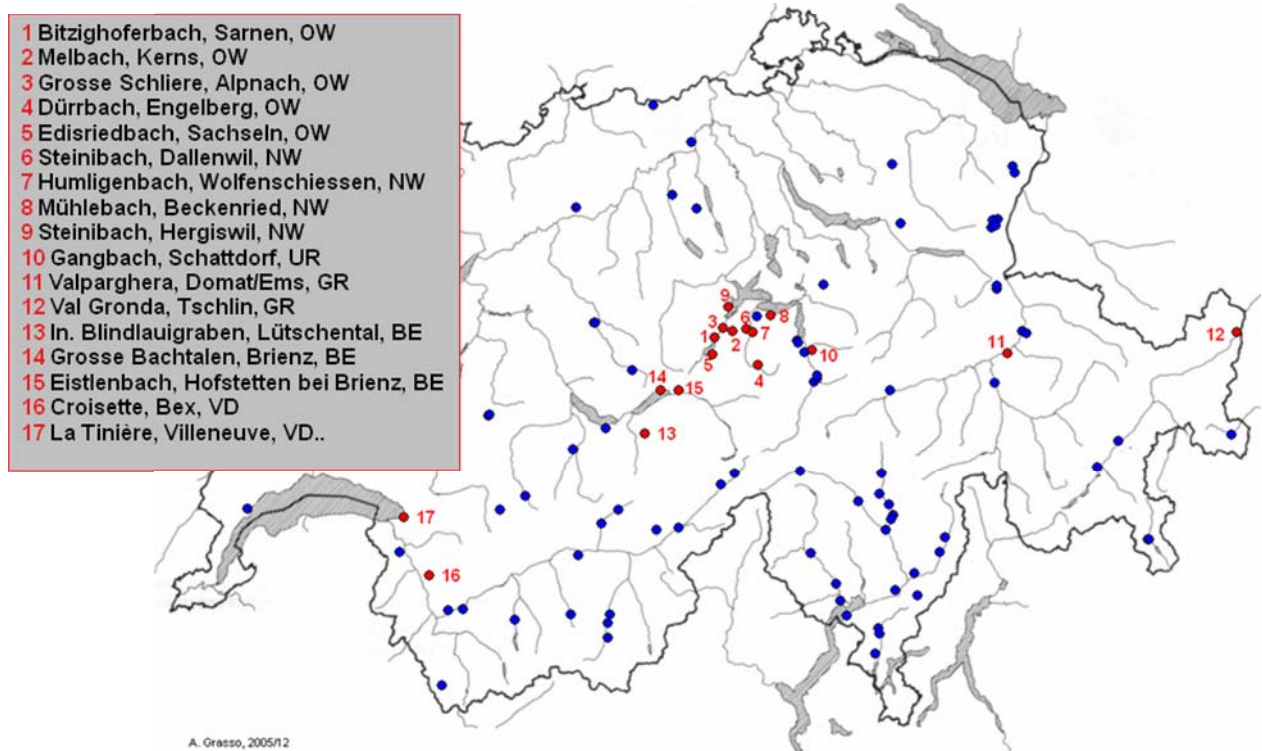 1 Bitzighoferbach, Sarnen, OW
2 Melbach, Kerns, OW
3 Grosse Schliere, Alpnach, OW
4 Dürrbach, Engelberg, OW
5 Edisriedbach, Sachseln, OW
6 Steinibach, Dallenwil, NW
7 Humligenbach, Wolfenschiessen, NW
8 Mühlebach, Beckenried, NW
9 Steinibach, Hergiswil, NW
10 Gangbach, Schattdorf, UR
11 Valparghera, Domat/Ems, GR
12 Val Gronda, Tschlin, GR
13 In. Blindlauigraben, Lütschental, BE
14 Grosse Bachtalen, Brienz, BE
15 Eistlenbach, Hofstetten bei Brienz, BE
16 Croisette, Bex, VD
17 La Tinière, Villeneuve, VD..
9
8
3
6
12
1
2
7
10
11
5
4
14
15
13
17
16
A. Grasso, 2005/12